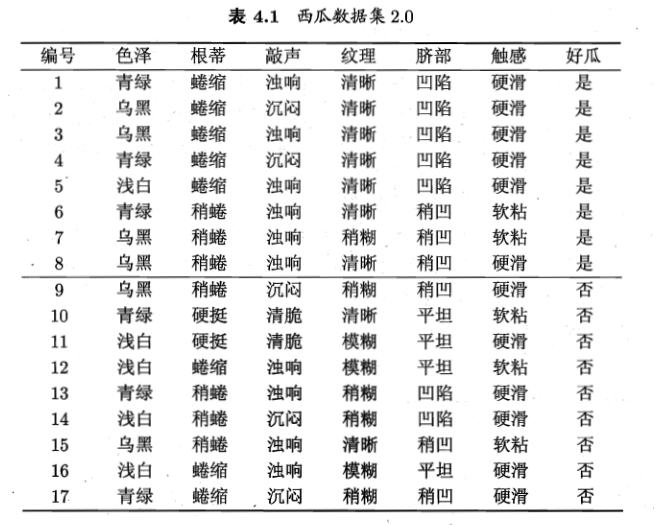 表 4.1 西瓜数据集 2.0
编号 色泽 根蒂 敲声 纹理 脐部 触感 好瓜
1 青绿 蜷缩 浊响 清晰 凹陷 硬滑 是
2 乌黑 蜷缩 沉闷 清晰 凹陷 硬滑 是
3 乌黑 蜷缩 浊响 清晰 凹陷 硬滑 是
4 青绿 蜷缩 沉闷 清晰 凹陷 硬滑 是
5 浅白 蜷缩 浊响 清晰 凹陷 硬滑 是
6 青绿 稍蜷 浊响 清晰 稍凹 软粘 是
7 乌黑 稍蜷 浊响 稍糊 稍凹 软粘 是
8 乌黑 稍蜷 浊响 清晰 稍凹 硬滑 是
9 乌黑 稍蜷 沉闷 稍糊 稍凹 硬滑 否
10 青绿 硬挺 清脆 清晰 平坦 软粘 否
11 浅白 硬挺 清脆 模糊 平坦 硬滑 否
12 浅白 蜷缩 浊响 模糊 平坦 软粘 否
13 青绿 稍蜷 浊响 稍糊 凹陷 硬滑 否
14 浅白 稍蜷 沉闷 稍糊 凹陷 硬滑 否
15 乌黑 稍蜷 浊响 清晰 稍凹 软粘 否
16 浅白 蜷缩 浊响 模糊 平坦 硬滑 否
17 青绿 蜷缩 沉闷 稍糊 稍凹 硬滑 否